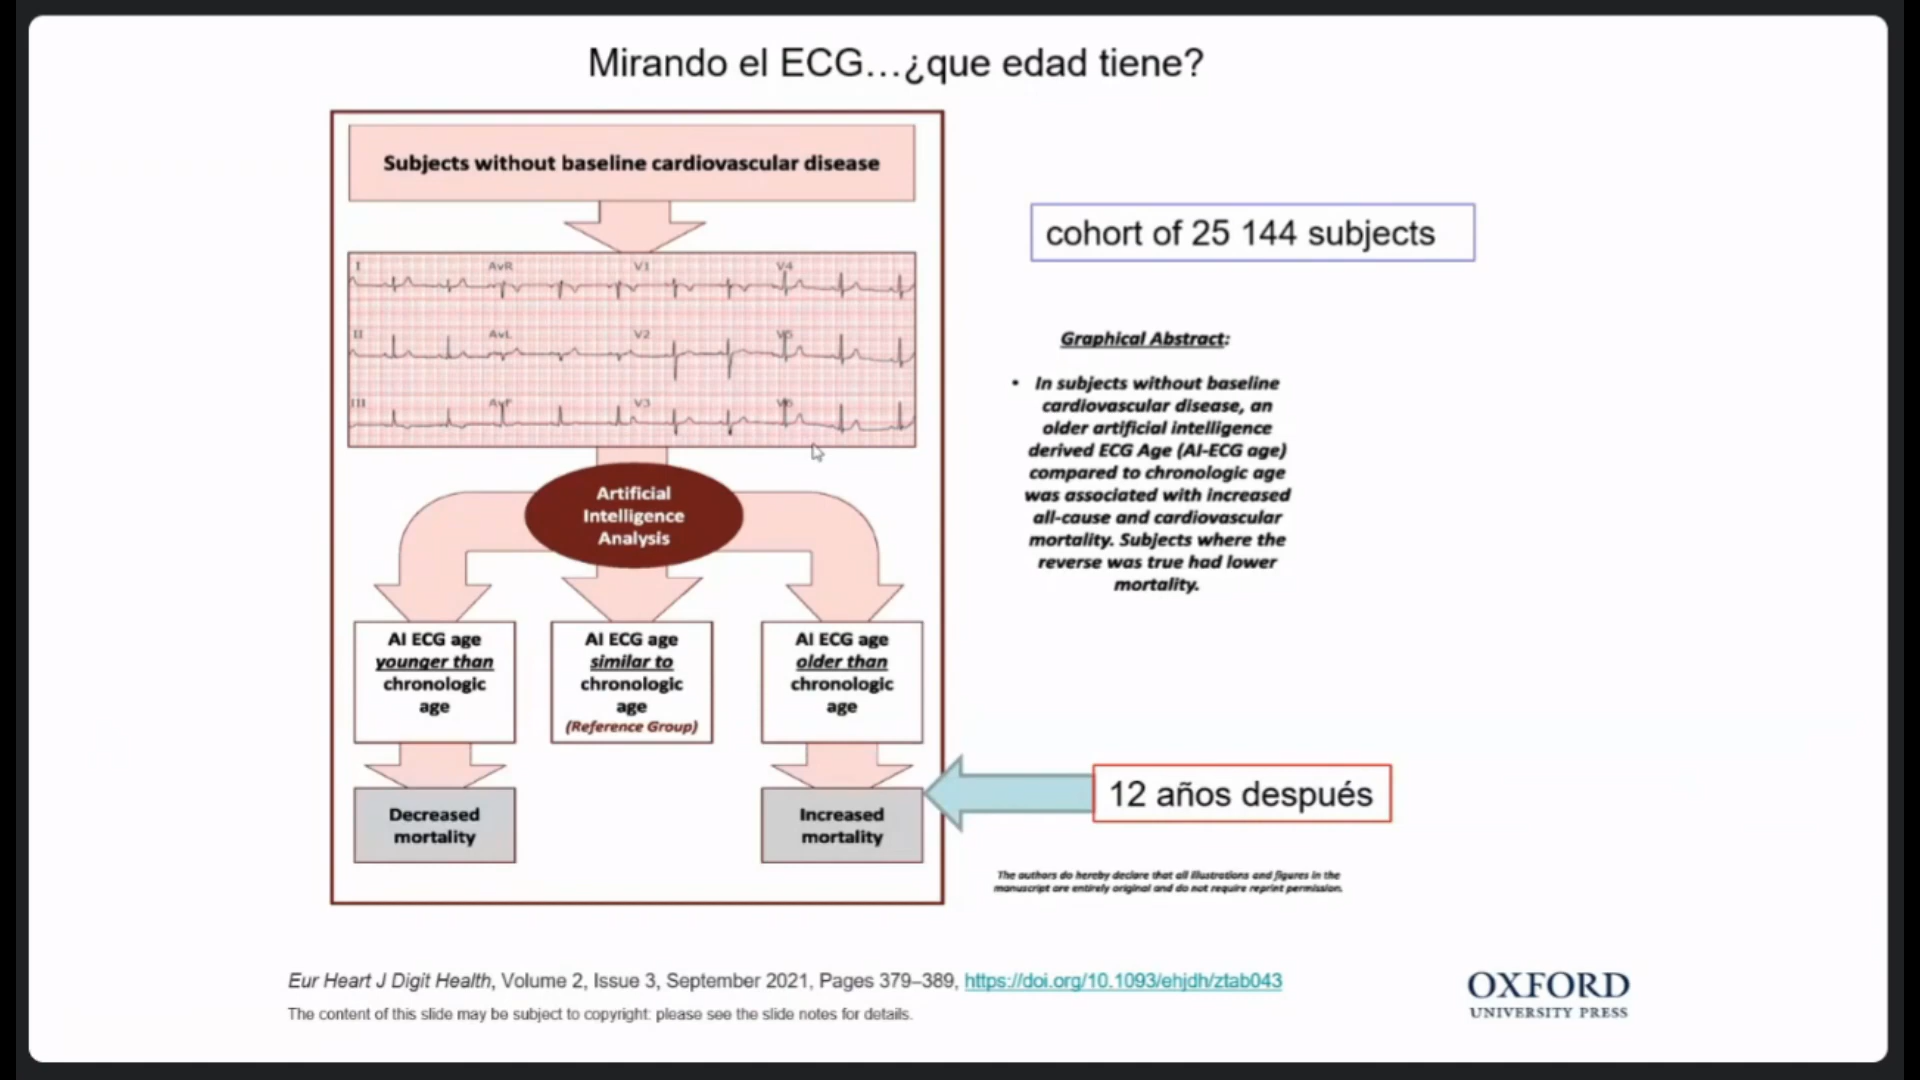 Mirando el ECG...¿que edad tiene?
Subjects without baseline cardiovascular disease
I
AvR
V1
V4
II
AvL
V2
V5
III
AvF
V3
V6
Artificial
Intelligence
Analysis
AI ECG age
younger than
chronologic
age
AI ECG age
similar to
chronologic
age
(Reference Group)
AI ECG age
older than
chronologic
age
Decreased
mortality
Increased
mortality
cohort of 25 144 subjects
Graphical Abstract:
• In subjects without baseline
cardiovascular disease, an
older artificial intelligence
derived ECG Age (AI-ECG age)
compared to chronologic age
was associated with increased
all-cause and cardiovascular
mortality. Subjects where the
reverse was true had lower
mortality.
12 años después
The authors do hereby declare that all illustrations and figures in the
manuscript are entirely original and do not require reprint permission.
Eur Heart J Digit Health, Volume 2, Issue 3, September 2021, Pages 379–389, https://doi.org/10.1093/ehjdh/ztab043
The content of this slide may be subject to copyright: please see the slide notes for details.
OXFORD
UNIVERSITY PRESS